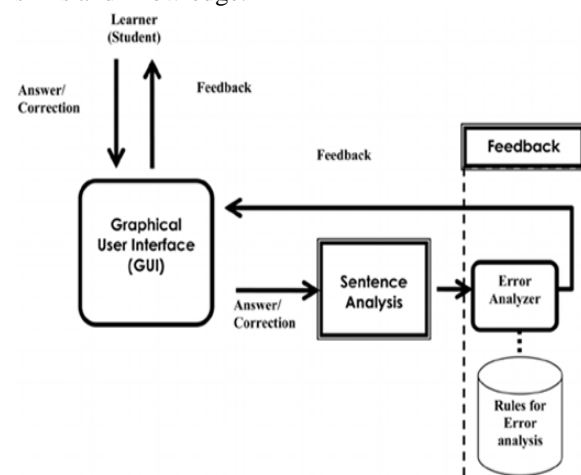 Learner
(Student)
Answer/
Correction
Feedback
Feedback
Feedback
Graphical
User Interface
(GUI)
Answer/
Correction
Sentence
Analysis
Error
Analyzer
Rules for
Error
analysis